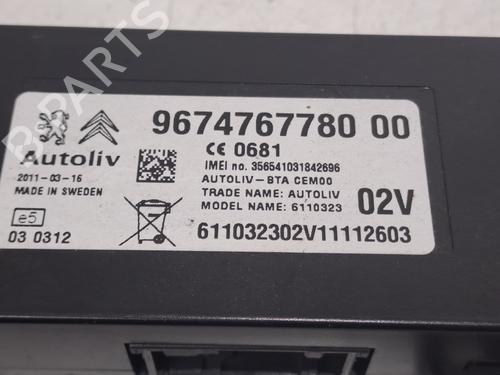 9674767780 00
CE 0681
Autoliv
IMEI no. 356541031842696
2011-03-16
AUTOLIV-BTA CEM00
MADE IN SWEDEN
TRADE NAME: AUTOLIV
MODEL NAME: 6110323
02V
e5
03 0312
611032302V11112603
B PARTS